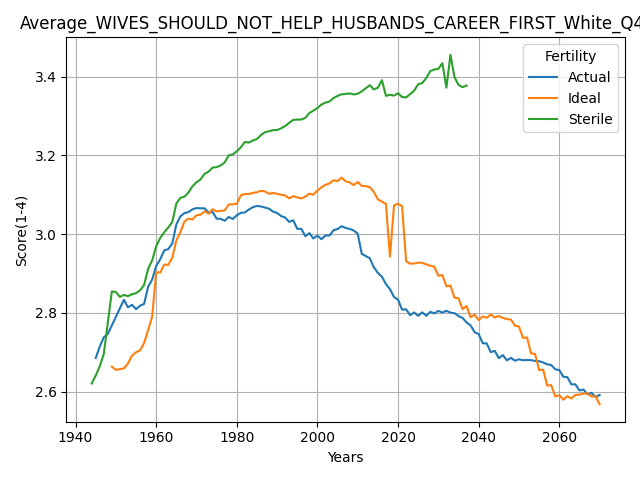 Average_WIVES_SHOULD_NOT_HELP_HUSBANDS_CAREER_FIRST_White_Q4
Fertility
Actual
Ideal
Sterile
3.4
3.2
3.0
2.8
2.6
Score(1-4)
1940 1960 1980 2000 2020 2040 2060
Years